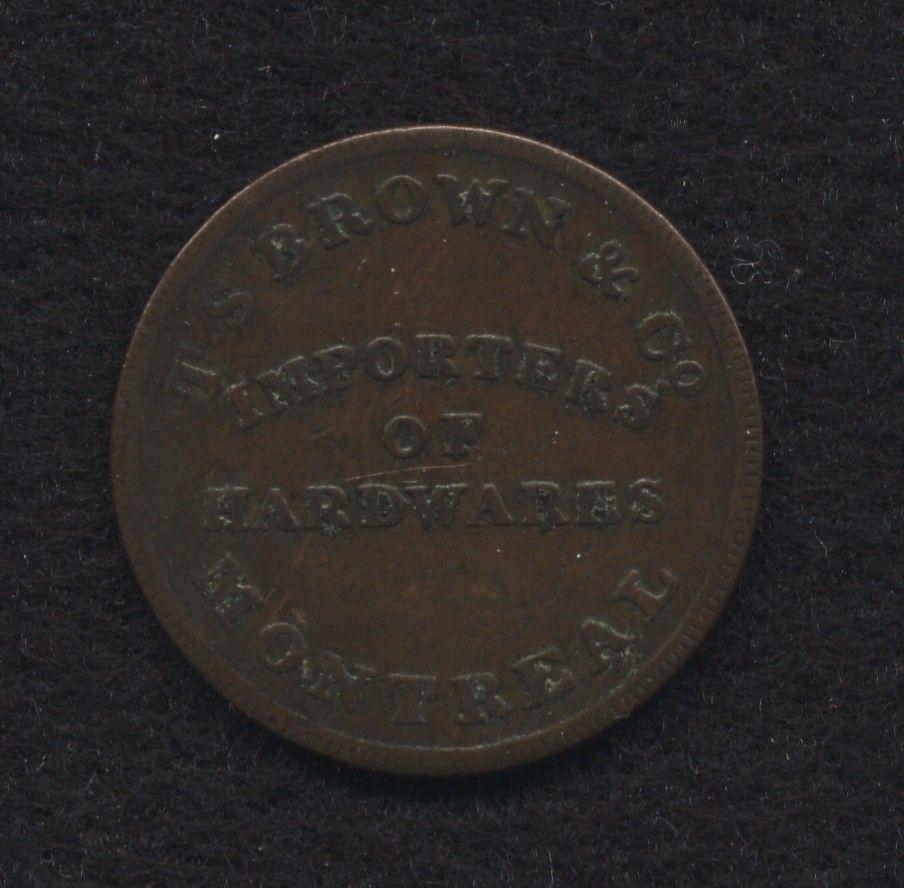 T.S BROWN & Co.
IMPORTERS
OF
HARDWARES
MONTREAL